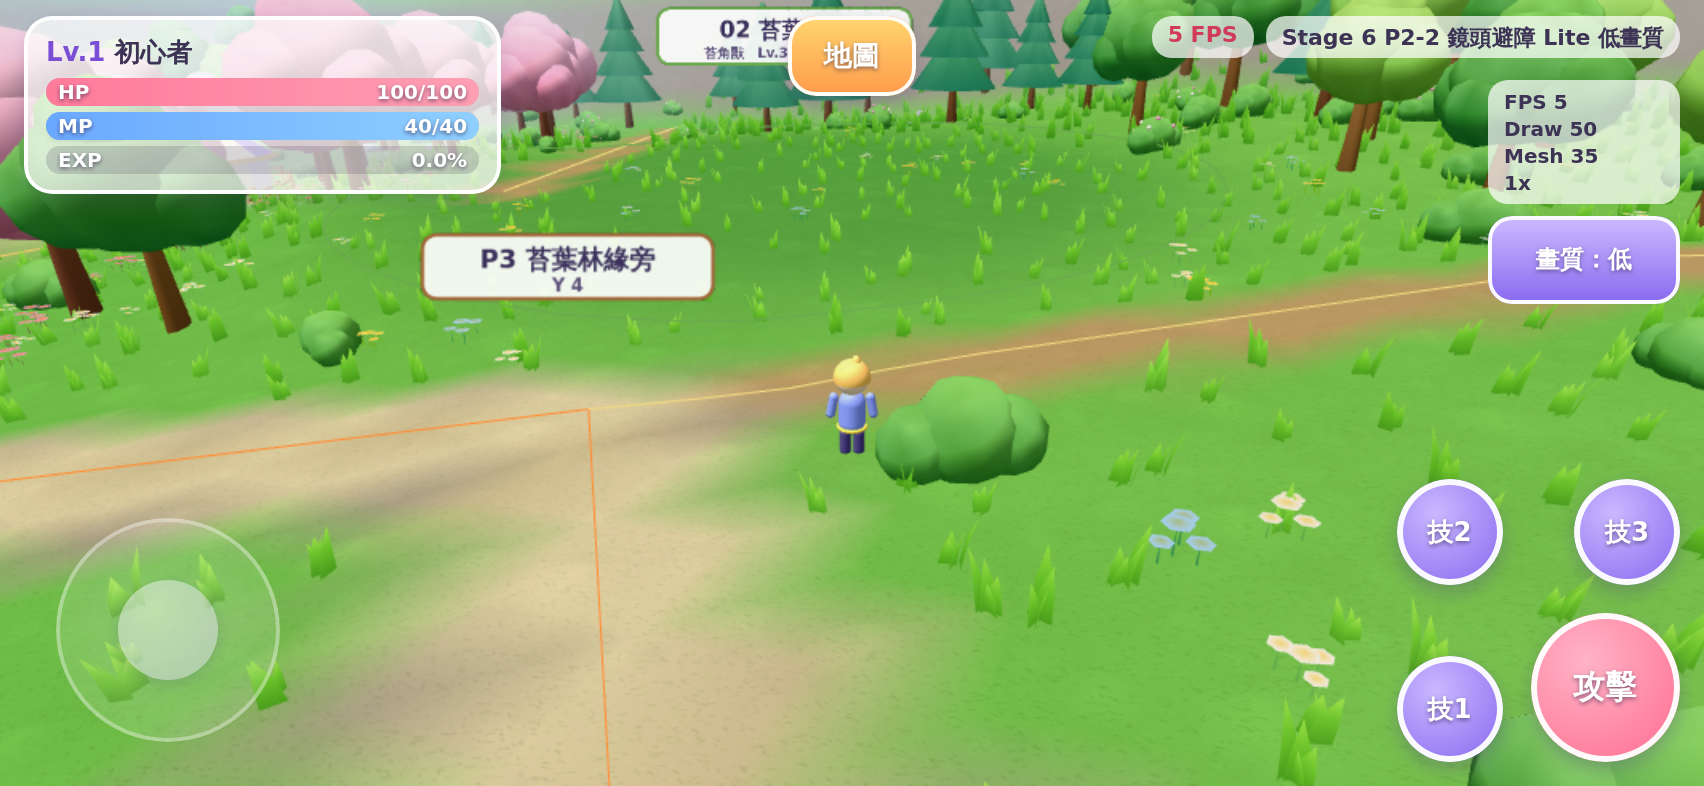 Lv.1 初心者
HP 100/100
MP 40/40
EXP 0.0%
02 苔葉
苔角獸 Lv.3
地圖
5 FPS
Stage 6 P2-2 鏡頭避障 Lite 低畫質
FPS 5
Draw 50
Mesh 35
1x
畫質：低
P3 苔葉林緣旁
Y 4
技2
技3
攻擊
技1